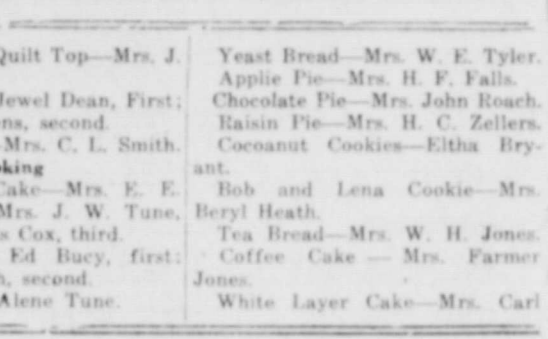 Quilt Top—Mrs. J.
Jewel Dean, First;
ns, second.
Mrs. C. L. Smith.
king
Cake—Mrs. E. E.
Mrs. J. W. Tune,
s Cox, third.
Ed Bucy, first;
, second.
Alene Tune.
Yeast Bread—Mrs. W. E. Tyler.
Applie Pie—Mrs. H. F. Falls.
Chocolate Pie—Mrs. John Roach.
Raisin Pie—Mrs. H. C. Zellers.
Cocoanut Cookies—Eltha Bry-
ant.
Bob and Lena Cookie—Mrs.
Beryl Heath.
Tea Bread—Mrs. W. H. Jones.
Coffee Cake — Mrs. Farmer
Jones.
White Layer Cake—Mrs. Carl